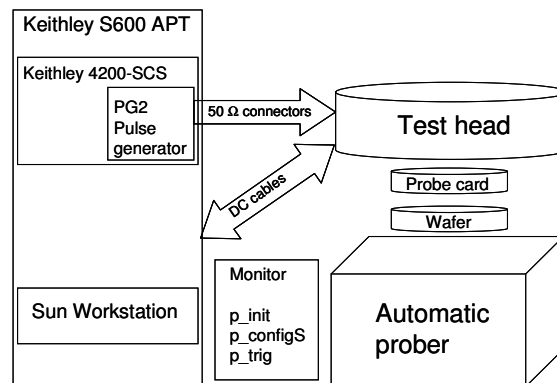 Keithley S600 APT
Keithley 4200-SCS
PG2
Pulse
generator
50 Ω connectors
Test head
DC cables
Probe card
Wafer
Monitor
p_init
p_configS
p_trig
Sun Workstation
Automatic
prober